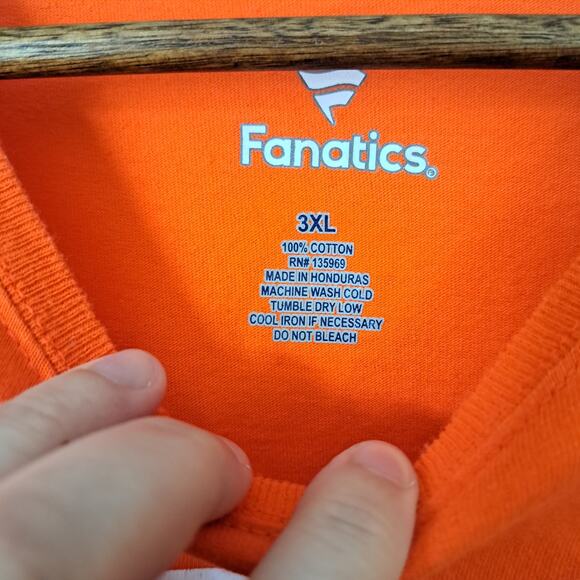 Fanatics
3XL
100% COTTON
RN# 135969
MADE IN HONDURAS
MACHINE WASH COLD
TUMBLE DRY LOW
COOL IRON IF NECESSARY
DO NOT BLEACH